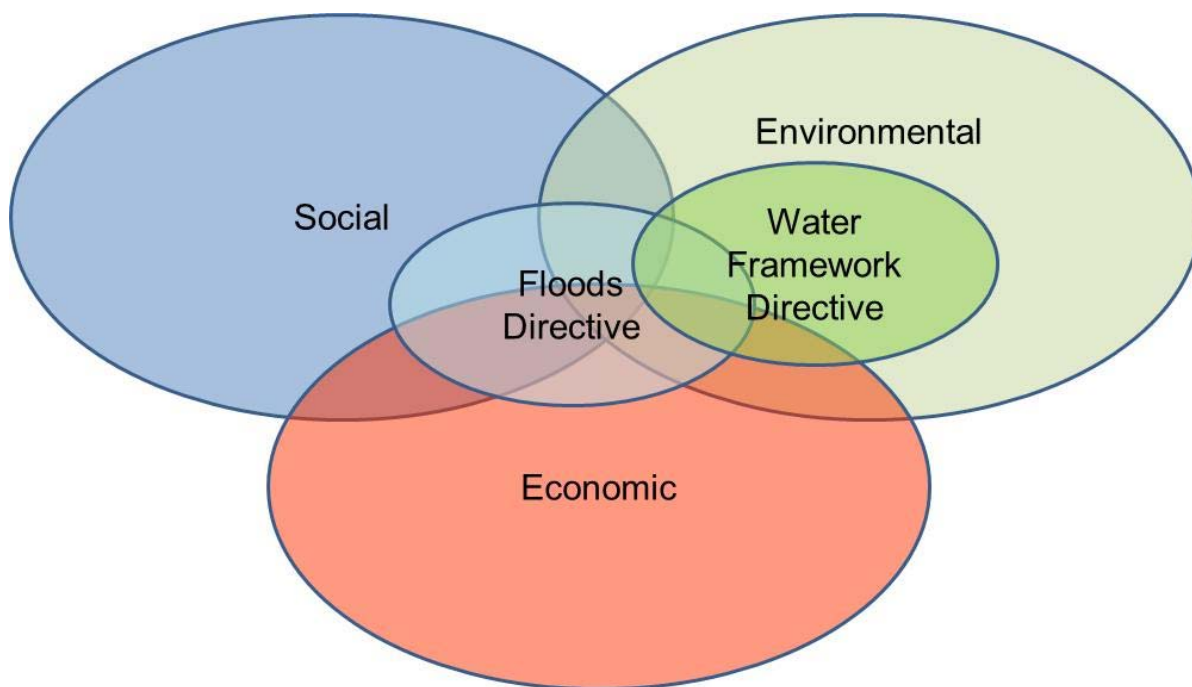 Environmental
Social
Water
Framework
Directive
Floods
Directive
Economic